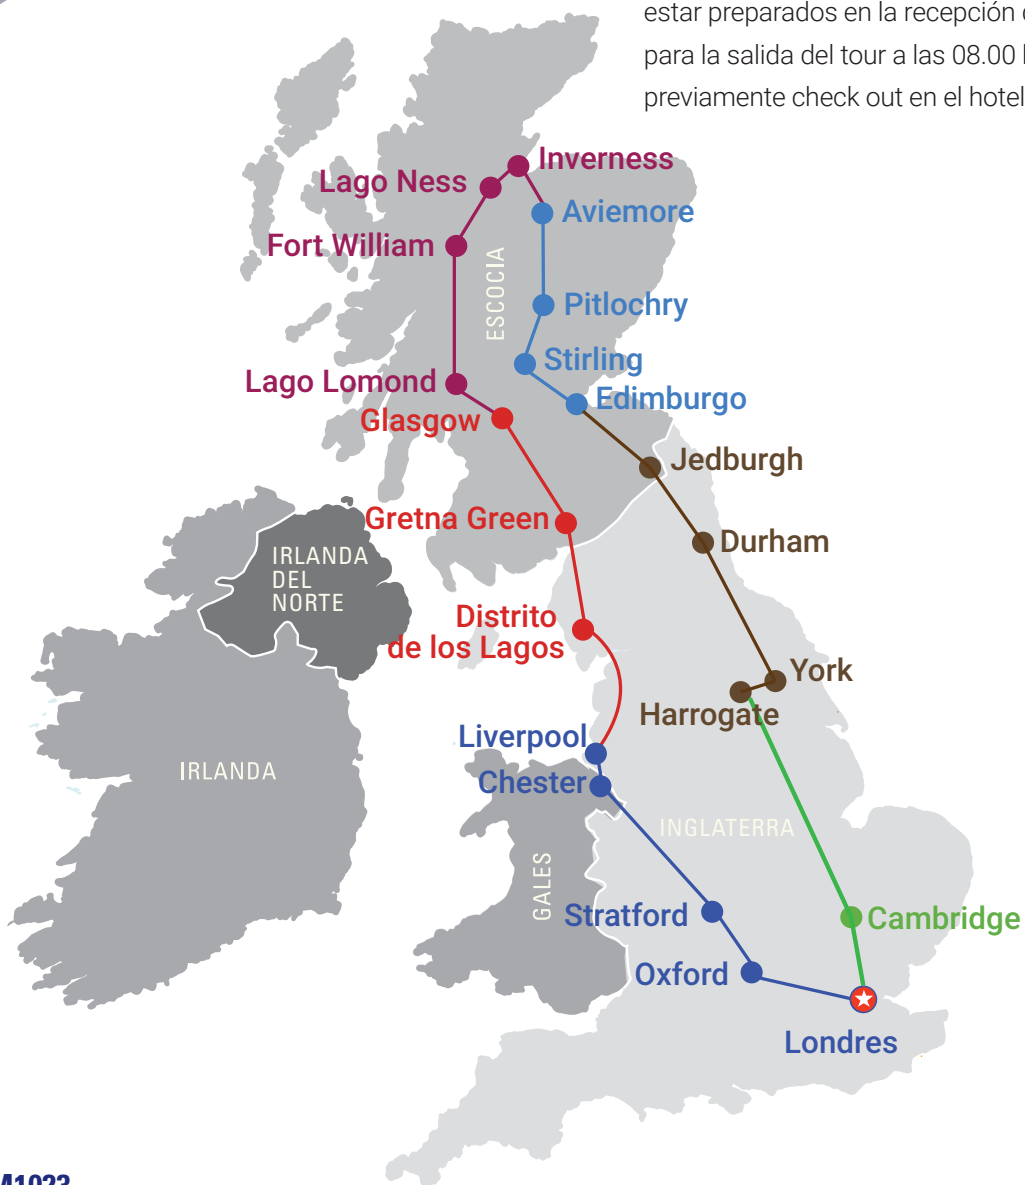 estar preparados en la recepción
para la salida del tour a las 08.00
previamente check out en el hotel
Inverness
Lago Ness
Aviemore
Fort William
ESCOCIA
Pitlochry
Stirling
Lago Lomond
Edimburgo
Glasgow
Jedburgh
Gretna Green
Durham
IRLANDA
DEL
NORTE
Distrito
de los Lagos
York
Harrogate
Liverpool
IRLANDA
Chester
INGLATERRA
GALES
Stratford
Cambridge
Oxford
Londres